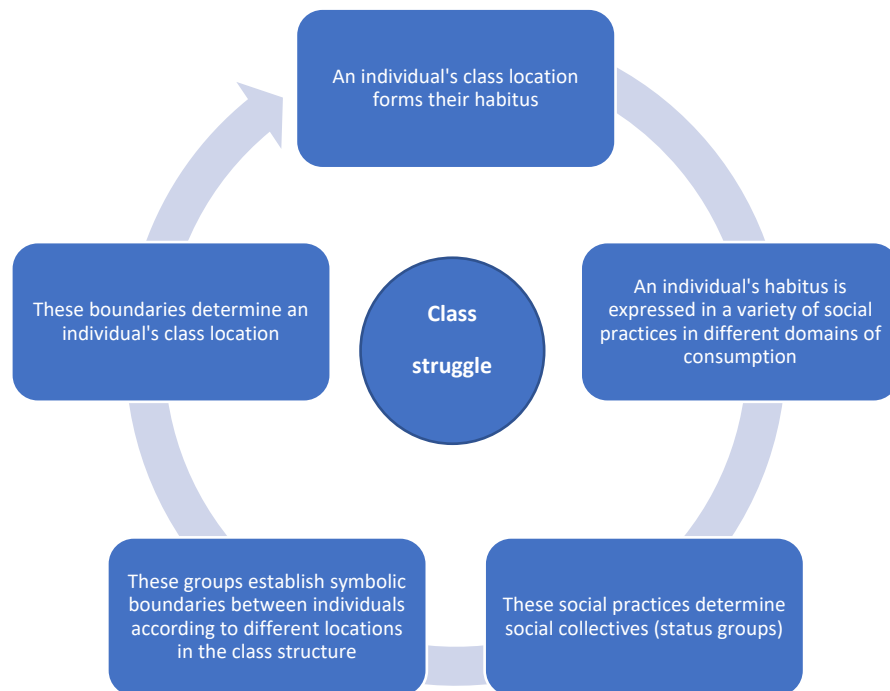 An individual's class location
forms their habitus
An individual's habitus is
expressed in a variety of social
practices in different domains of
consumption
These social practices determine
social collectives (status groups)
These groups establish symbolic
boundaries between individuals
according to different locations
in the class structure
These boundaries determine an
individual's class location
Class
struggle